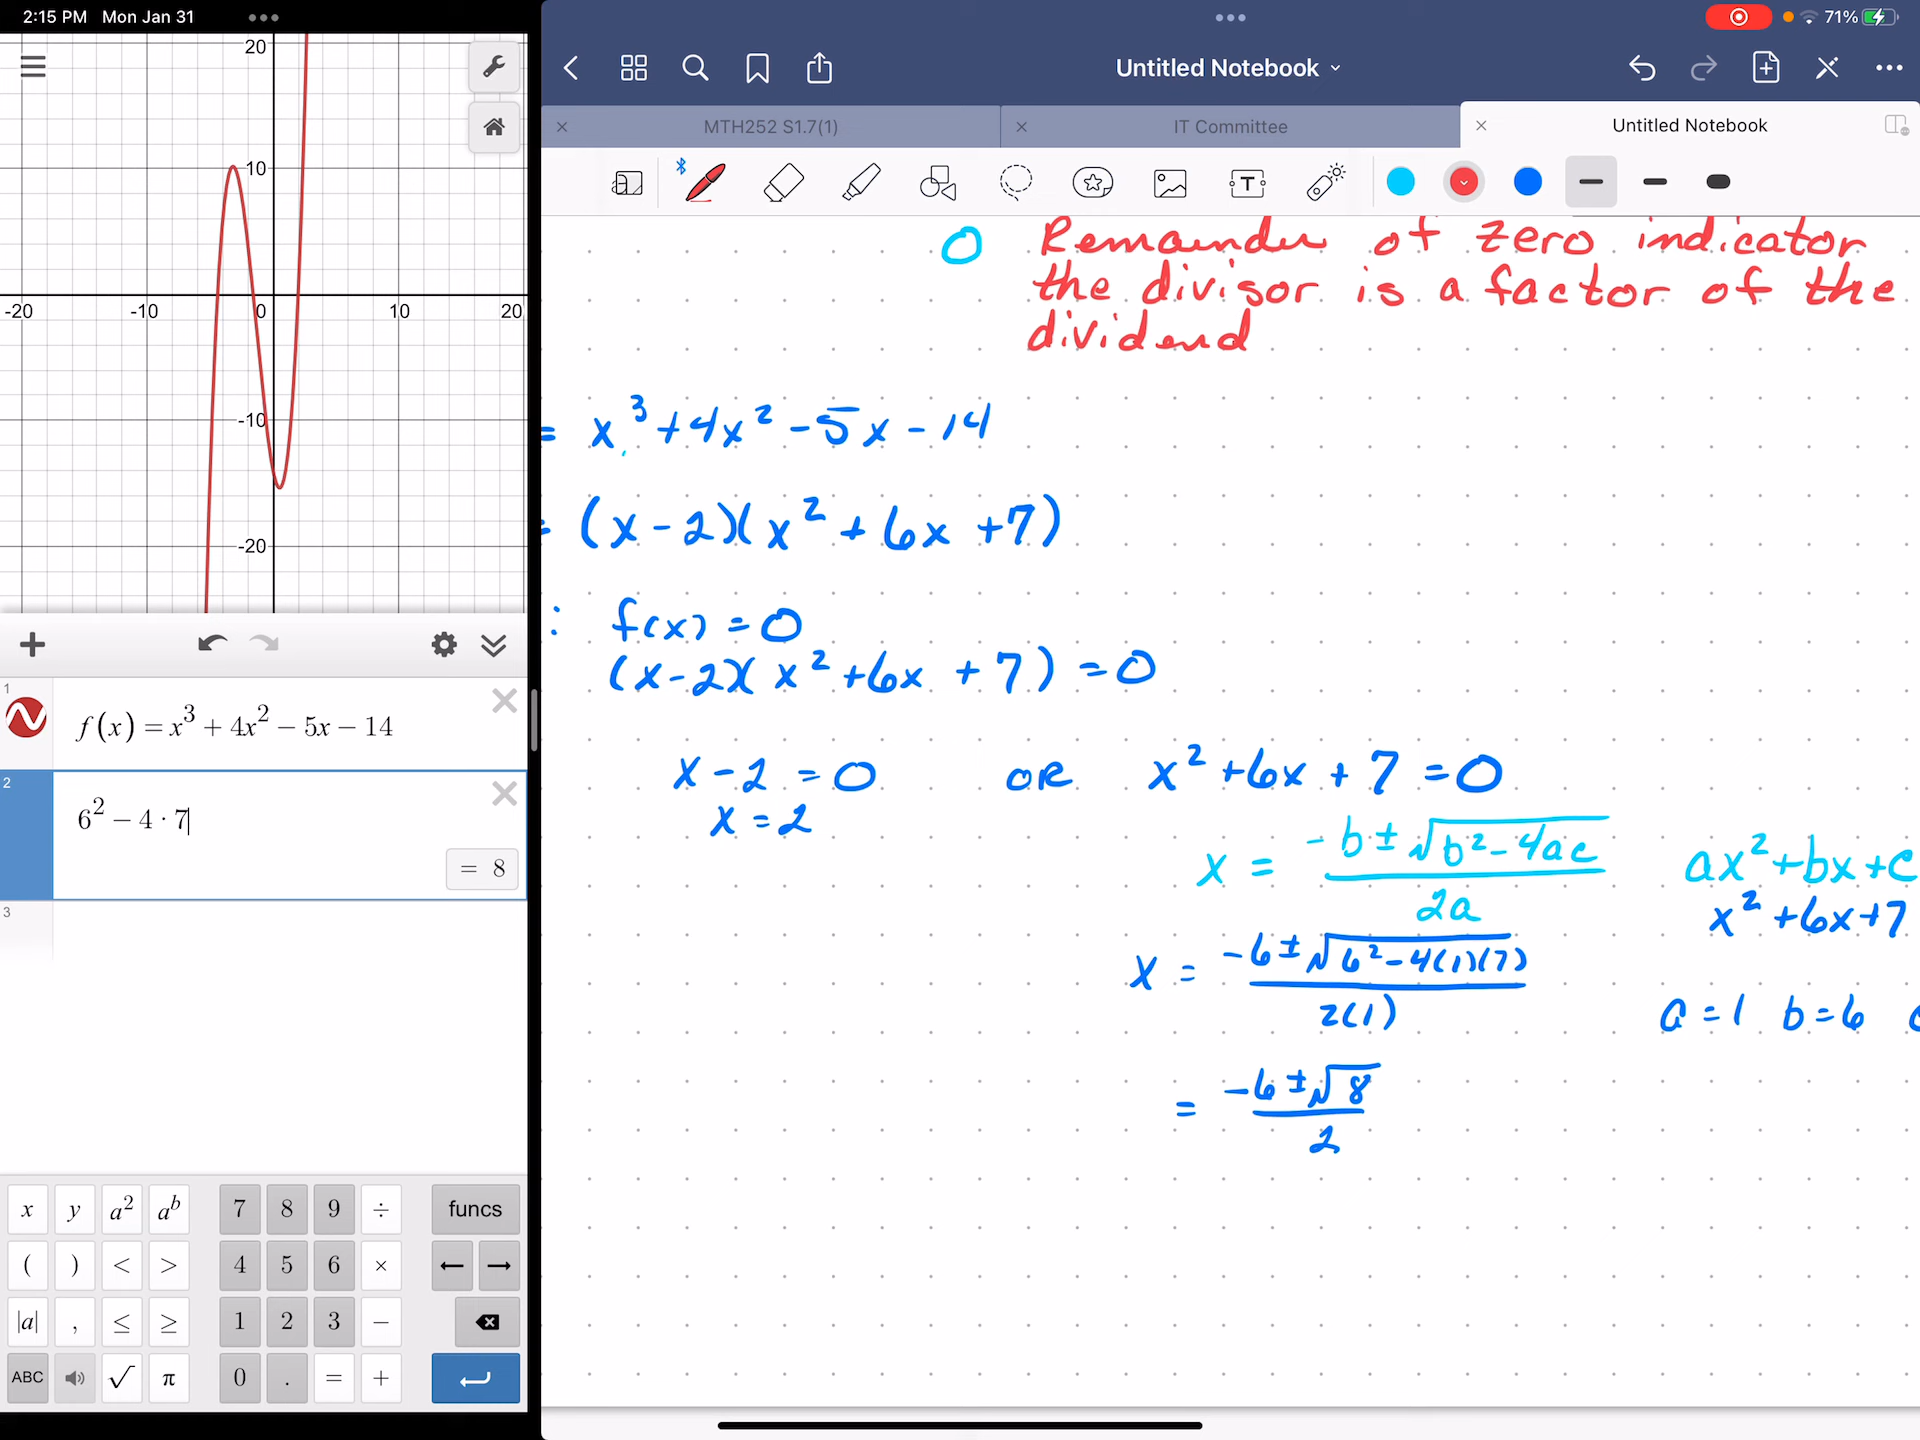 2:15 PM Mon Jan 31
71%
Untitled Notebook
MTH252 S1.7(1)
IT Committee
Untitled Notebook
T
20
10
-20 -10 0 10 20
-10
-20
1
f(x) = x³ + 4x² − 5x − 14
2
6² − 4 · 7
= 8
3
x y a² aᵇ 7 8 9 ÷ funcs
( ) < > 4 5 6 × ← →
|a| , ≤ ≥ 1 2 3 −
ABC √ π 0 . = +
0 Remainder of zero indicator
the divisor is a factor of the
dividend
= x³ + 4x² − 5x − 14
= (x − 2)(x² + 6x + 7)
: f(x) = 0
(x − 2)(x² + 6x + 7) = 0
x − 2 = 0 OR x² + 6x + 7 = 0
x = 2
x = (-b ± √(b² − 4ac)) / 2a
ax² + bx + c
x² + 6x + 7
x = (-6 ± √(6² − 4(1)(7))) / 2(1)
a = 1 b = 6
= (-6 ± √8) / 2